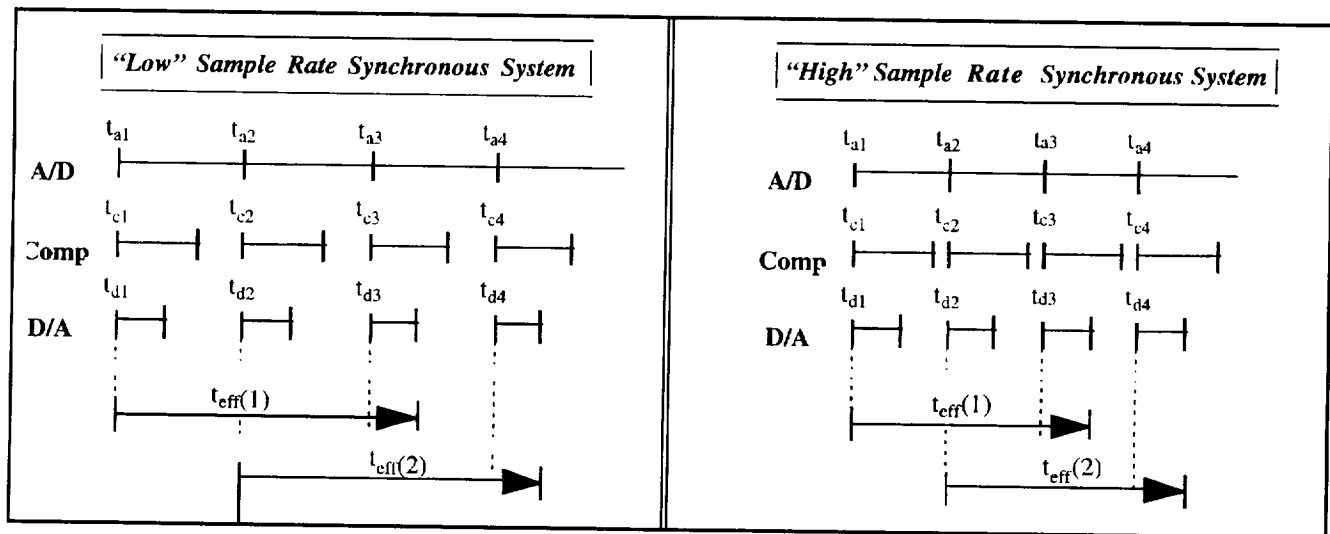 "Low" Sample Rate Synchronous System
t_a1 t_a2 t_a3 t_a4
A/D
t_c1 t_c2 t_c3 t_c4
Comp
t_d1 t_d2 t_d3 t_d4
D/A
t_eff(1)
t_eff(2)
"High" Sample Rate Synchronous System
t_a1 t_a2 t_a3 t_a4
A/D
t_c1 t_c2 t_c3 t_c4
Comp
t_d1 t_d2 t_d3 t_d4
D/A
t_eff(1)
t_eff(2)